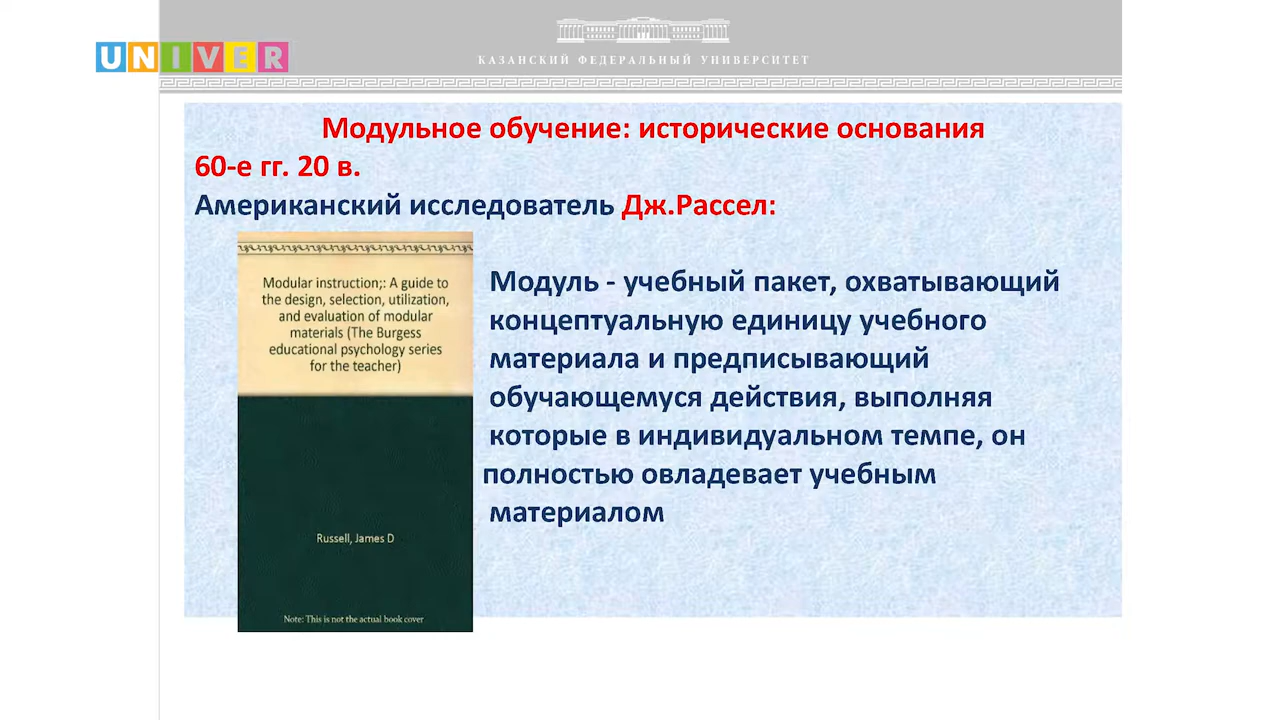 UNIVER
КАЗАНСКИЙ ФЕДЕРАЛЬНЫЙ УНИВЕРСИТЕТ
Модульное обучение: исторические основания
60-е гг. 20 в.
Американский исследователь Дж.Рассел:
Modular instruction;: A guide to
the design, selection, utilization,
and evaluation of modular
materials (The Burgess
educational psychology series
for the teacher)
Russell, James D
Note: This is not the actual book cover
Модуль - учебный пакет, охватывающий
концептуальную единицу учебного
материала и предписывающий
обучающемуся действия, выполняя
которые в индивидуальном темпе, он
полностью овладевает учебным
материалом